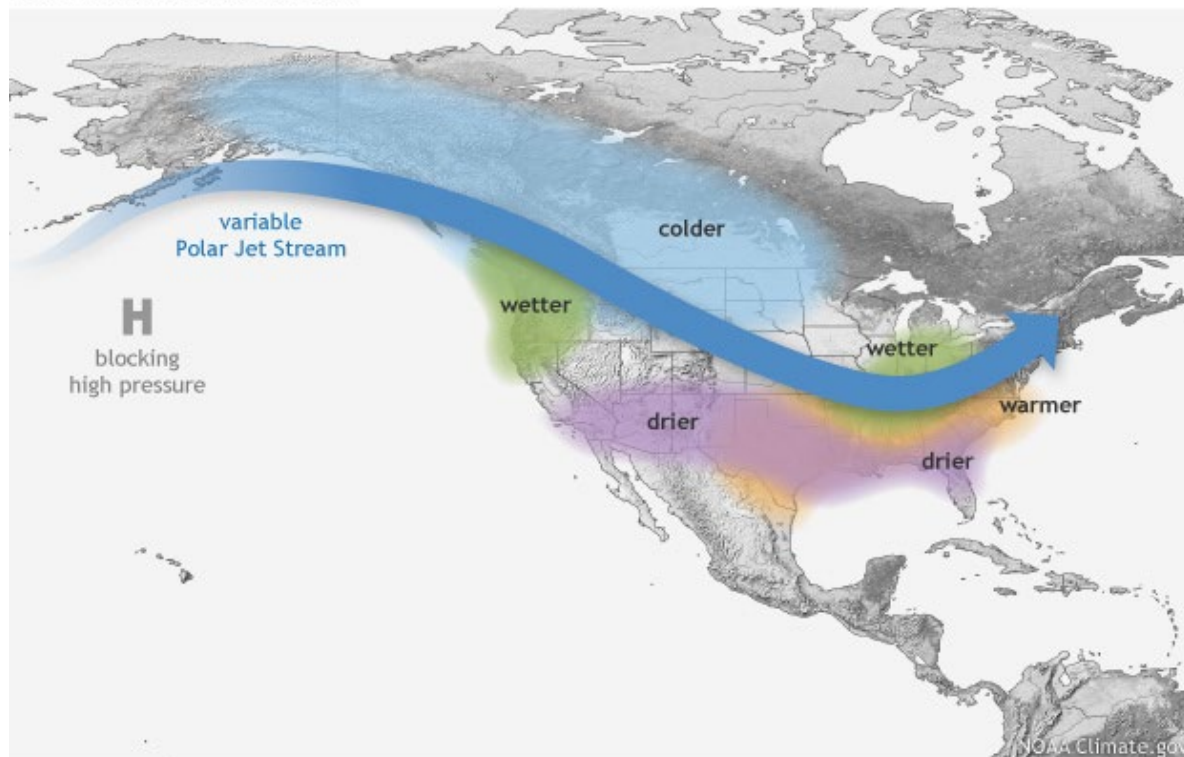 variable
Polar Jet Stream
H
blocking
high pressure
colder
wetter
wetter
warmer
drier
drier
NOAA Climate.gov